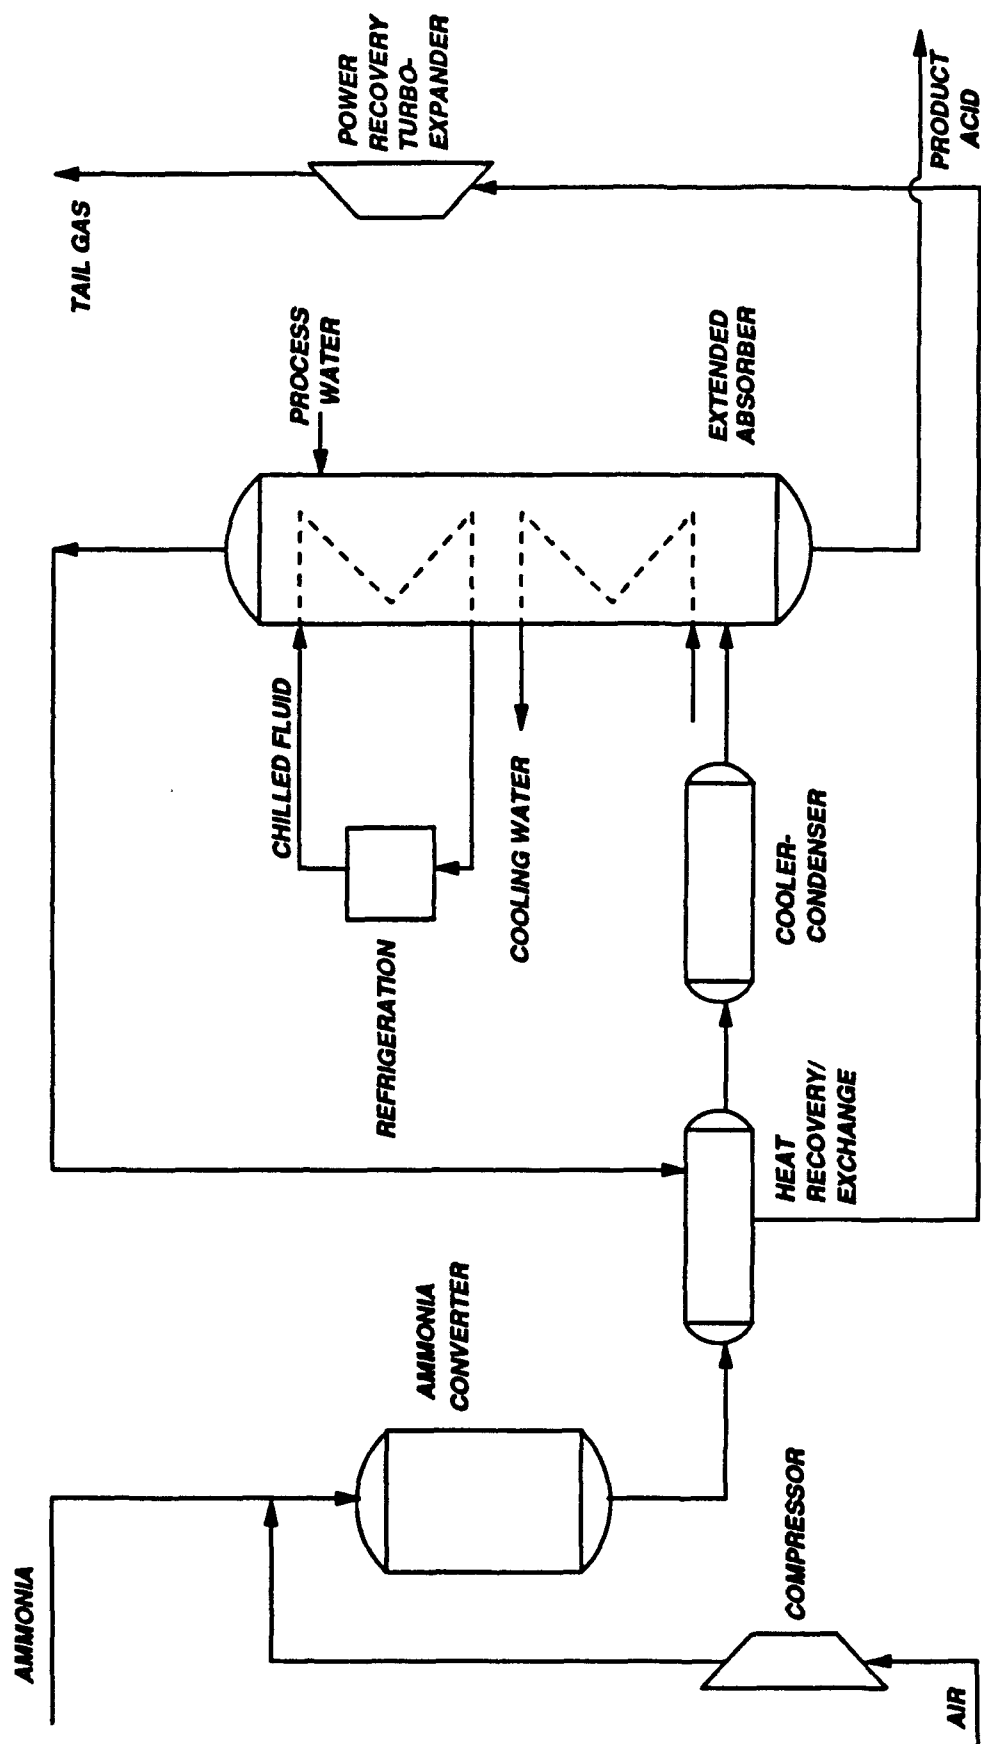 AMMONIA
AIR
COMPRESSOR
AMMONIA
CONVERTER
HEAT
RECOVERY/
EXCHANGE
REFRIGERATION
CHILLED FLUID
COOLING WATER
COOLER-
CONDENSER
PROCESS
WATER
EXTENDED
ABSORBER
TAIL GAS
POWER
RECOVERY
TURBO-
EXPANDER
PRODUCT
ACID